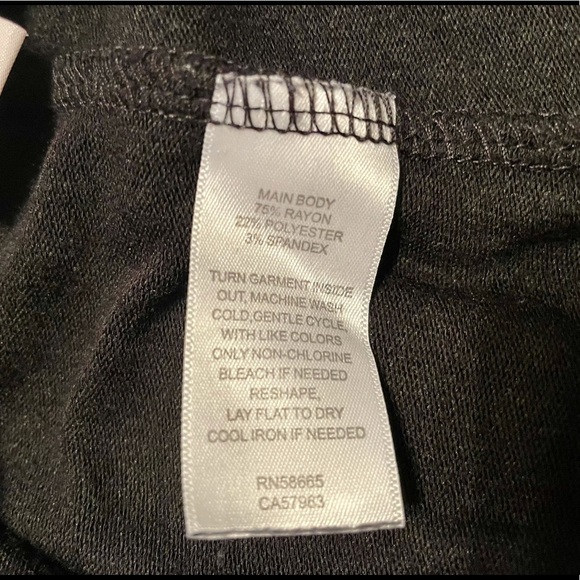 MAIN BODY
75% RAYON
22% POLYESTER
3% SPANDEX
TURN GARMENT INSIDE
OUT, MACHINE WASH
COLD,GENTLE CYCLE,
WITH LIKE COLORS
ONLY NON-CHLORINE
BLEACH IF NEEDED
RESHAPE,
LAY FLAT TO DRY
COOL IRON IF NEEDED
RN58665
CA57963